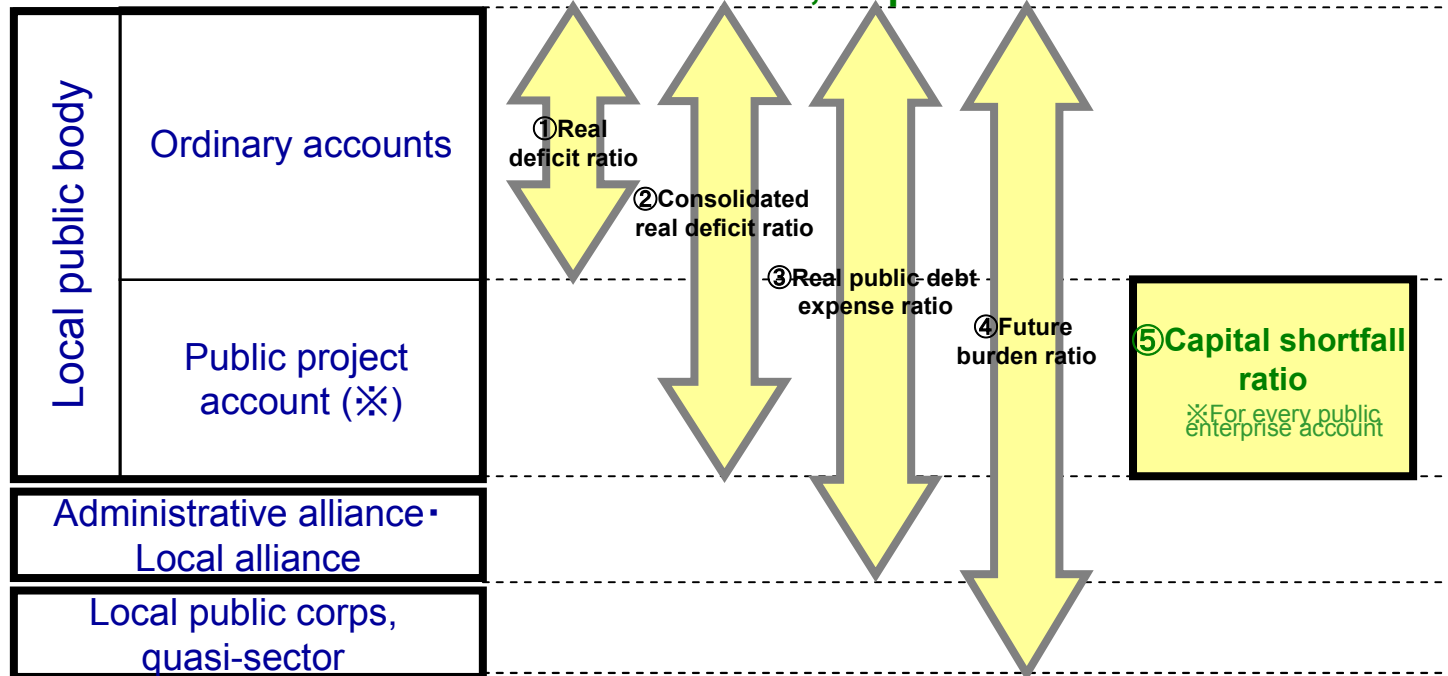 Local public body
Ordinary accounts
Public project
account (※)
Administrative alliance・
Local alliance
Local public corps,
quasi-sector
①Real
deficit ratio
②Consolidated
real deficit ratio
③Real public debt
expense ratio
④Future
burden ratio
⑤Capital shortfall
ratio
※For every public
enterprise account